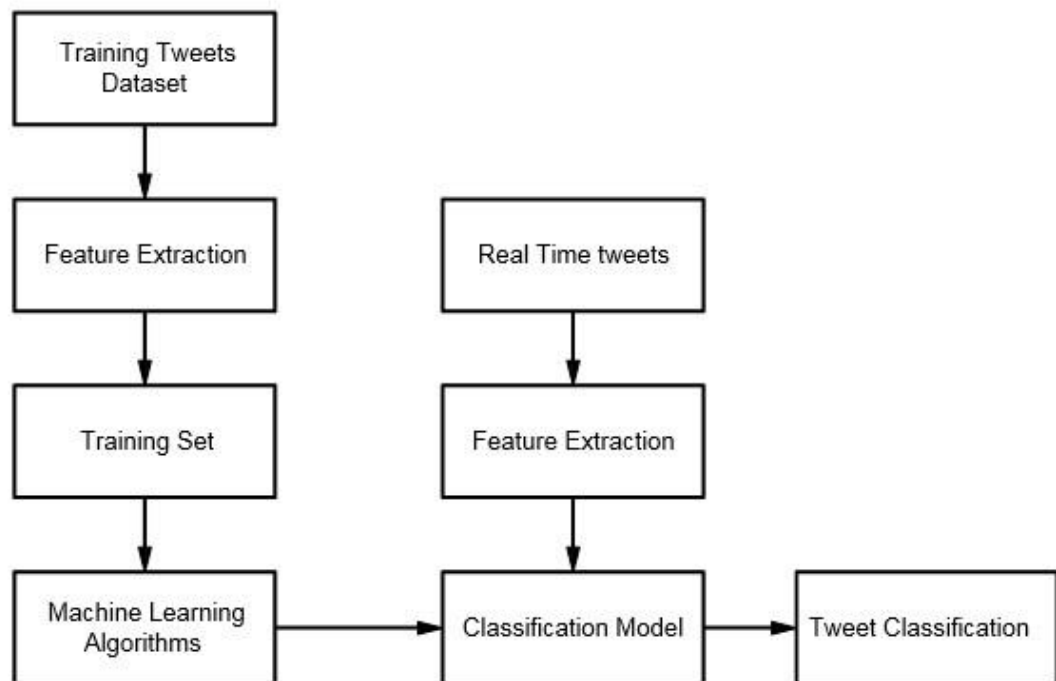 Training Tweets
Dataset
Feature Extraction
Real Time tweets
Training Set
Feature Extraction
Machine Learning
Algorithms
Classification Model
Tweet Classification